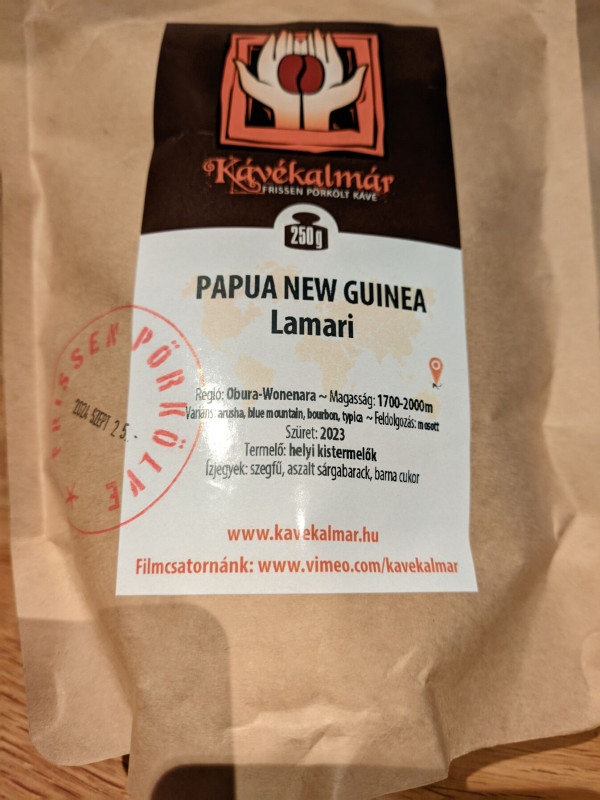 Kávékalmár
FRISSEN PÖRKÖLT KÁVÉ
250 g
PAPUA NEW GUINEA
Lamari
Régió: Obura-Wonenara ~ Magasság: 1700-2000m
Variáns: arusha, blue mountain, bourbon, typica ~ Feldolgozás: mosott
Szüret: 2023
Termelő: helyi kistermelők
Ízjegyek: szegfű, aszalt sárgabarack, barna cukor
www.kavekalmar.hu
Filmcsatornánk: www.vimeo.com/kavekalmar
FRISSEN PÖRKÖLVE
2024 SZEPT 25.